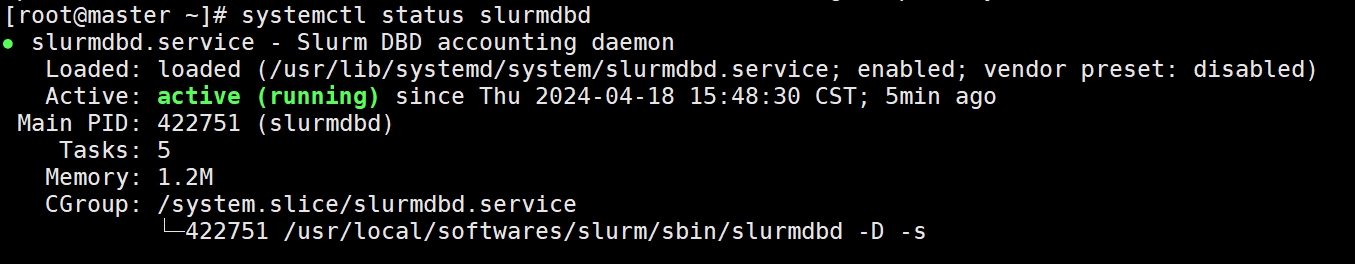 [root@master ~]# systemctl status slurmdbd
● slurmdbd.service - Slurm DBD accounting daemon
   Loaded: loaded (/usr/lib/systemd/system/slurmdbd.service; enabled; vendor preset: disabled)
   Active: active (running) since Thu 2024-04-18 15:48:30 CST; 5min ago
 Main PID: 422751 (slurmdbd)
    Tasks: 5
   Memory: 1.2M
   CGroup: /system.slice/slurmdbd.service
           └─422751 /usr/local/softwares/slurm/sbin/slurmdbd -D -s